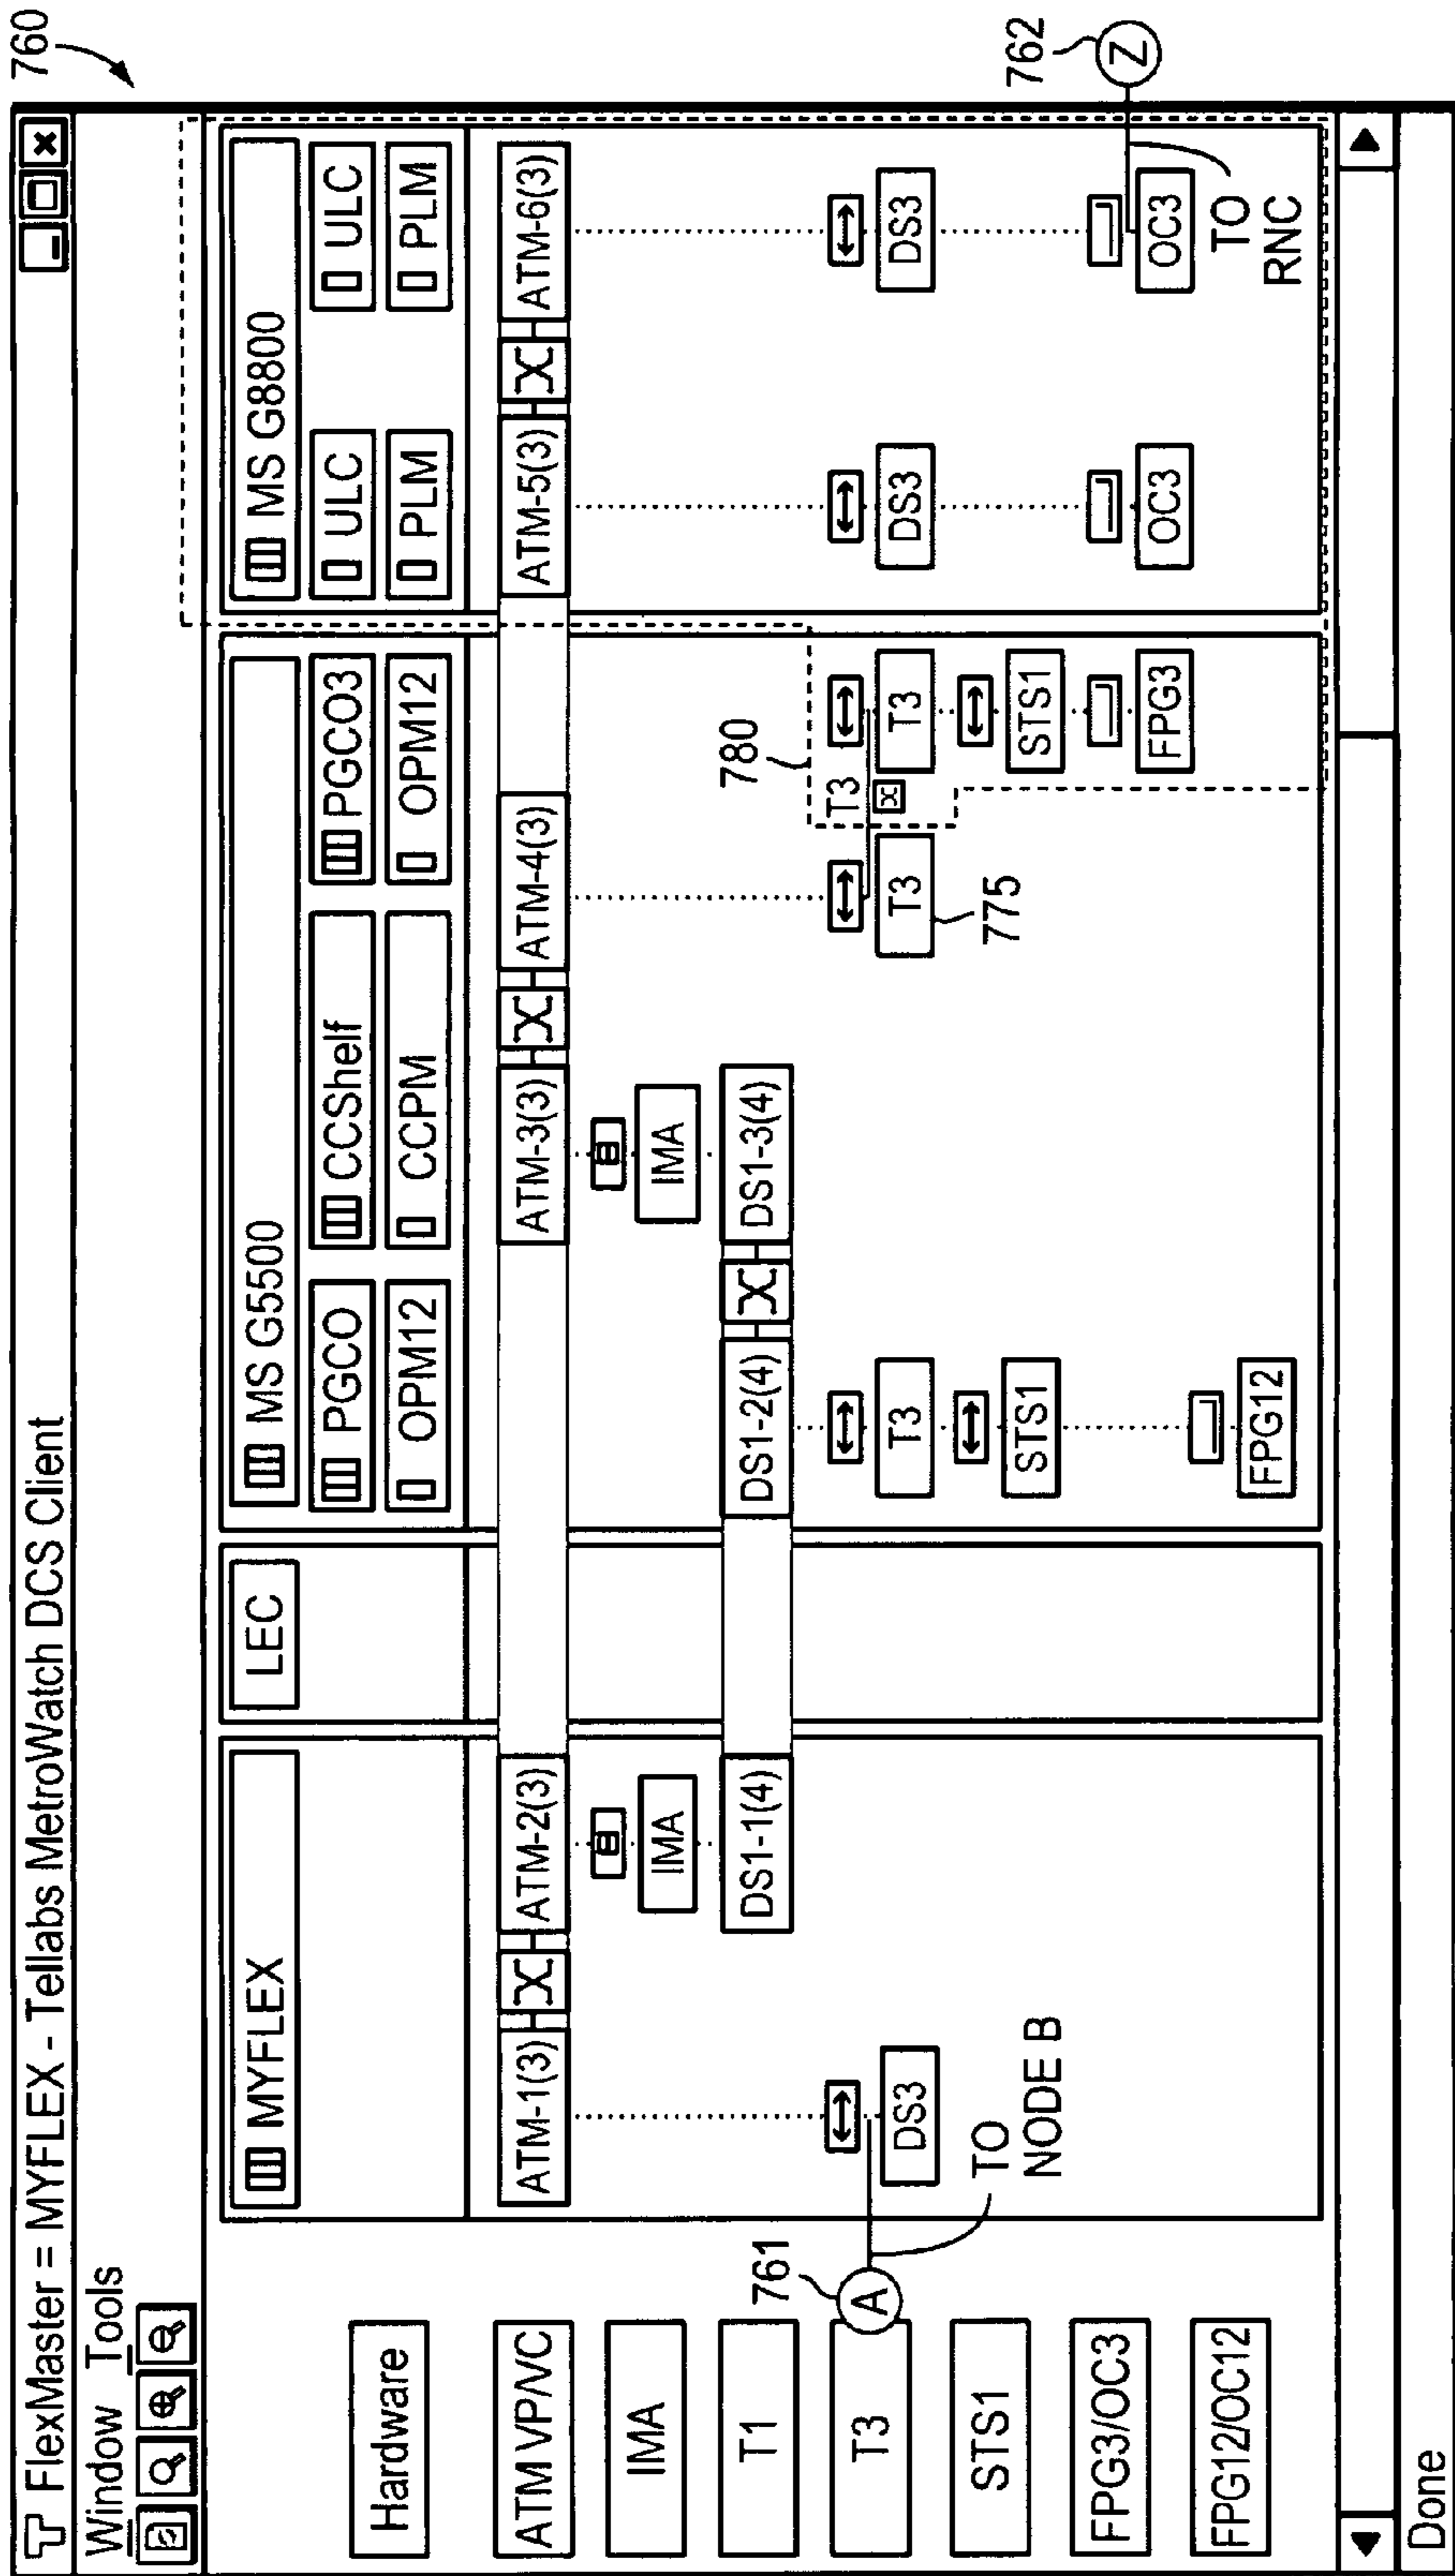 760
FlexMaster = MYFLEX - Tellabs MetroWatch DCS Client
Window Tools
Hardware
MYFLEX
LEC
MS G5500
PGCO
CCShelf
PGCO3
OPM12
CCPM
OPM12
MS G8800
ULC
ULC
PLM
PLM
ATM VP/VC
ATM-1(3)
ATM-2(3)
ATM-3(3)
ATM-4(3)
ATM-5(3)
ATM-6(3)
IMA
IMA
IMA
T1
DS1-1(4)
DS1-2(4)
DS1-3(4)
780
761
A
T3
DS3
T3
T3
775
T3
T3
DS3
DS3
TO
NODE B
STS1
STS1
STS1
FPG3/OC3
FPG3
OC3
OC3
762
Z
TO
RNC
FPG12/OC12
FPG12
Done